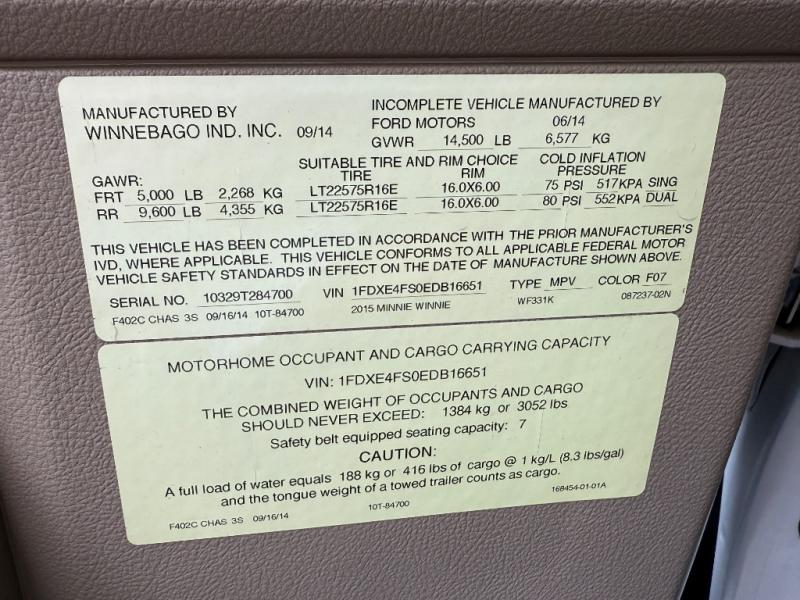 MANUFACTURED BY
WINNEBAGO IND. INC. 09/14
INCOMPLETE VEHICLE MANUFACTURED BY
FORD MOTORS 06/14
GVWR 14,500 LB 6,577 KG
SUITABLE TIRE AND RIM CHOICE COLD INFLATION
GAWR: TIRE RIM PRESSURE
FRT 5,000 LB 2,268 KG LT22575R16E 16.0X6.00 75 PSI 517KPA SING
RR 9,600 LB 4,355 KG LT22575R16E 16.0X6.00 80 PSI 552KPA DUAL
THIS VEHICLE HAS BEEN COMPLETED IN ACCORDANCE WITH THE PRIOR MANUFACTURER'S
IVD, WHERE APPLICABLE. THIS VEHICLE CONFORMS TO ALL APPLICABLE FEDERAL MOTOR
VEHICLE SAFETY STANDARDS IN EFFECT ON THE DATE OF MANUFACTURE SHOWN ABOVE.
SERIAL NO. 10329T284700 VIN 1FDXE4FS0EDB16651 TYPE MPV COLOR F07
F402C CHAS 3S 09/16/14 10T-84700 2015 MINNIE WINNIE WF331K 087237-02N
MOTORHOME OCCUPANT AND CARGO CARRYING CAPACITY
VIN: 1FDXE4FS0EDB16651
THE COMBINED WEIGHT OF OCCUPANTS AND CARGO
SHOULD NEVER EXCEED: 1384 kg or 3052 lbs
Safety belt equipped seating capacity: 7
CAUTION:
A full load of water equals 188 kg or 416 lbs of cargo @ 1 kg/L (8.3 lbs/gal)
and the tongue weight of a towed trailer counts as cargo.
F402C CHAS 3S 09/16/14 10T-84700 168454-01-01A